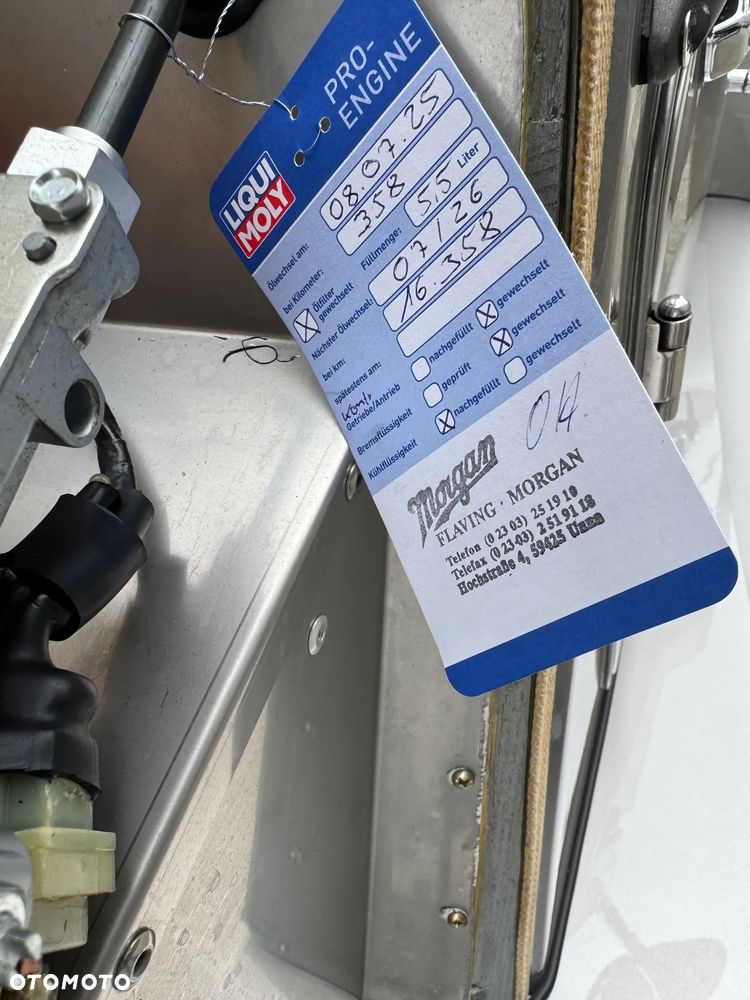 PRO-
ENGINE
LIQUI
MOLY
Ölwechsel am: 08.07.25
bei Kilometer: 358
Ölfilter gewechselt Füllmenge: 5,5 Liter
Nächster Ölwechsel: 07/26
bei km: 16.358
spätestens am:
Getriebe/Antrieb nachgefüllt gewechselt
Bremsflüssigkeit geprüft gewechselt
Kühlflüssigkeit nachgefüllt gewechselt
Morgan
FLAVING · MORGAN
Telefon (0 23 03) 25 19 19
Telefax (0 23 03) 2 51 91 18
Hochstraße 4, 59425 Unna
OTOMOTO